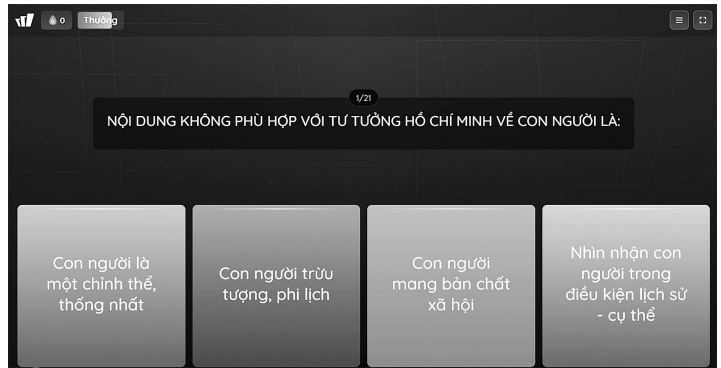 0
Thưởng
1/21
NỘI DUNG KHÔNG PHÙ HỢP VỚI TƯ TƯỞNG HỒ CHÍ MINH VỀ CON NGƯỜI LÀ:
Con người là
một chỉnh thể,
thống nhất
Con người trừu
tượng, phi lịch
Con người
mang bản chất
xã hội
Nhìn nhận con
người trong
điều kiện lịch sử
- cụ thể